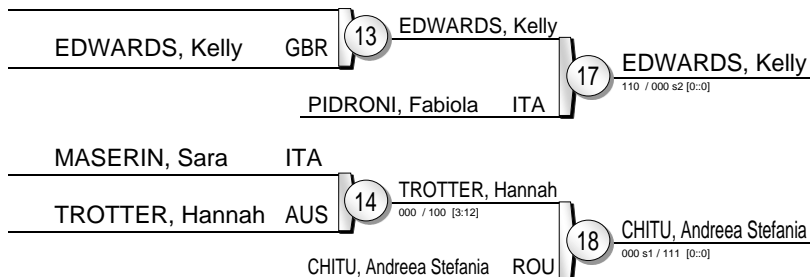 EDWARDS, Kelly GBR
13
EDWARDS, Kelly
PIDRONI, Fabiola ITA
17
EDWARDS, Kelly
110 / 000 s2 [0::0]
MASERIN, Sara ITA
TROTTER, Hannah AUS
14
TROTTER, Hannah
000 / 100 [3:12]
CHITU, Andreea Stefania ROU
18
CHITU, Andreea Stefania
000 s1 / 111 [0::0]